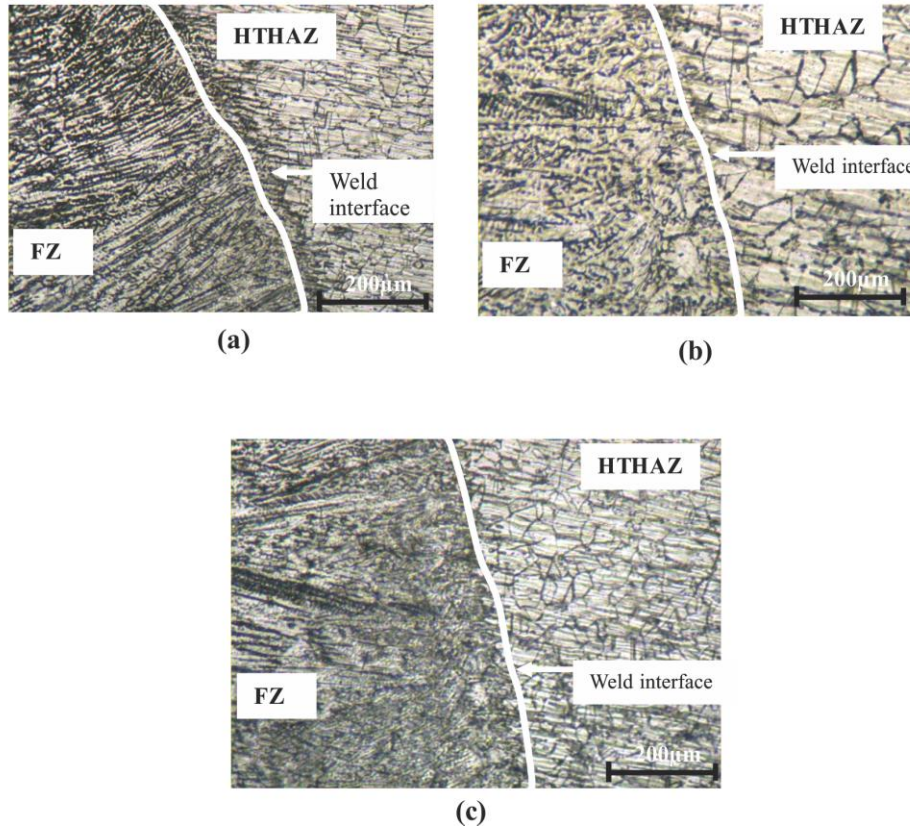 HTHAZ
Weld
interface
FZ
200μm
(a)
HTHAZ
Weld interface
FZ
200μm
(b)
HTHAZ
Weld interface
FZ
200μm
(c)